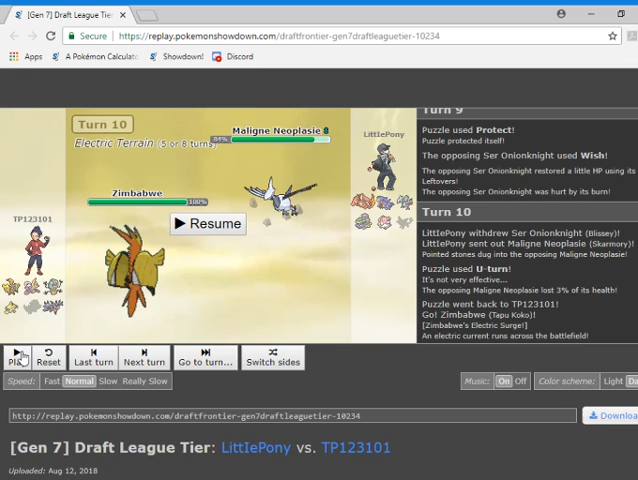 [Gen 7] Draft League Tier
Secure
https://replay.pokemonshowdown.com/draftfrontier-gen7draftleaguetier-10234
Apps
A Pokémon Calculat
Showdown!
Discord
Turn 10
Electric Terrain (5 or 8 turns)
Maligne Neoplasie 8
84%
Zimbabwe
100%
Resume
LittlePony
TP123101
Turn 9
Puzzle used Protect!
Puzzle protected itself!
The opposing Ser Onionknight used Wish!
The opposing Ser Onionknight restored a little HP using its
Leftovers!
The opposing Ser Onionknight was hurt by its burn!
Turn 10
LittlePony withdrew Ser Onionknight (Blissey)!
LittlePony sent out Maligne Neoplasie (Skarmory)!
Pointed stones dug into the opposing Maligne Neoplasie!
Puzzle used U-turn!
It's not very effective...
The opposing Maligne Neoplasie lost 3% of its health!
Puzzle went back to TP123101!
Go! Zimbabwe (Tapu Koko)!
[Zimbabwe's Electric Surge!]
An electric current runs across the battlefield!
Reset
Last turn
Next turn
Go to turn...
Switch sides
Speed: Fast Normal Slow Really Slow
Music: On Off
Color scheme: Light Da
http://replay.pokemonshowdown.com/draftfrontier-gen7draftleaguetier-10234
Downloa
[Gen 7] Draft League Tier: LittlePony vs. TP123101
Uploaded: Aug 12, 2018